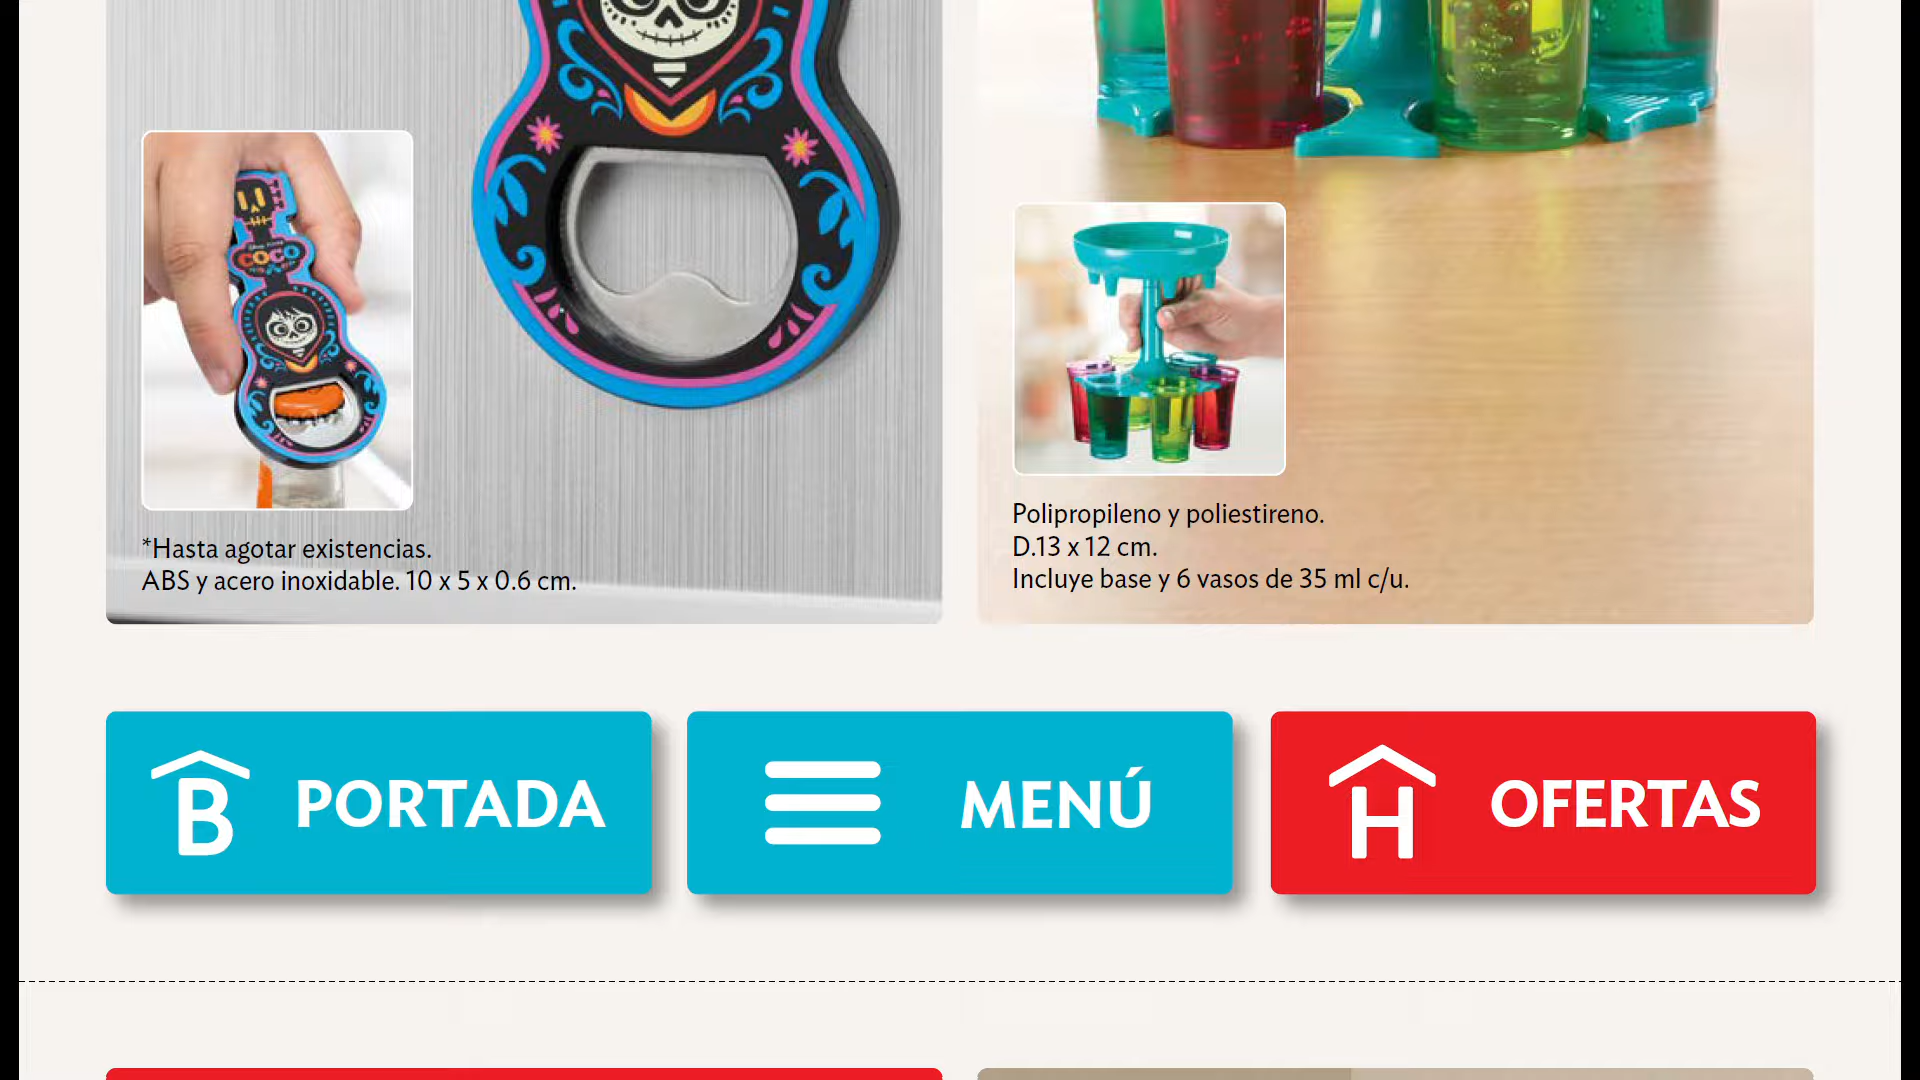 COCO
*Hasta agotar existencias.
ABS y acero inoxidable. 10 x 5 x 0.6 cm.
Polipropileno y poliestireno.
D.13 x 12 cm.
Incluye base y 6 vasos de 35 ml c/u.
B PORTADA
MENÚ
H OFERTAS